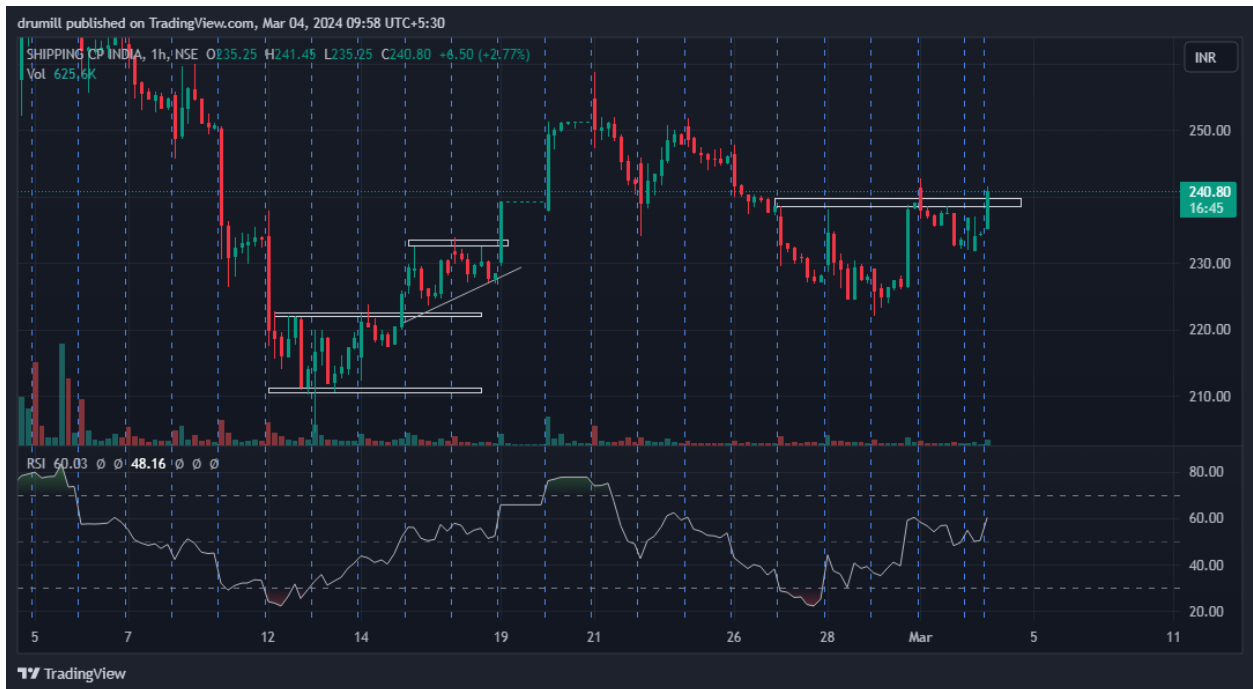 drumill published on TradingView.com, Mar 04, 2024 09:58 UTC+5:30
SHIPPING CP INDIA, 1h, NSE O235.25 H241.45 L235.25 C240.80 +6.50 (+2.77%)
INR
Vol 625.6K
250.00
240.80
16:45
230.00
220.00
210.00
RSI 60.03 Ø Ø 48.16 Ø Ø Ø
80.00
60.00
40.00
20.00
5 7 12 14 19 21 26 28 Mar 5 11
TradingView